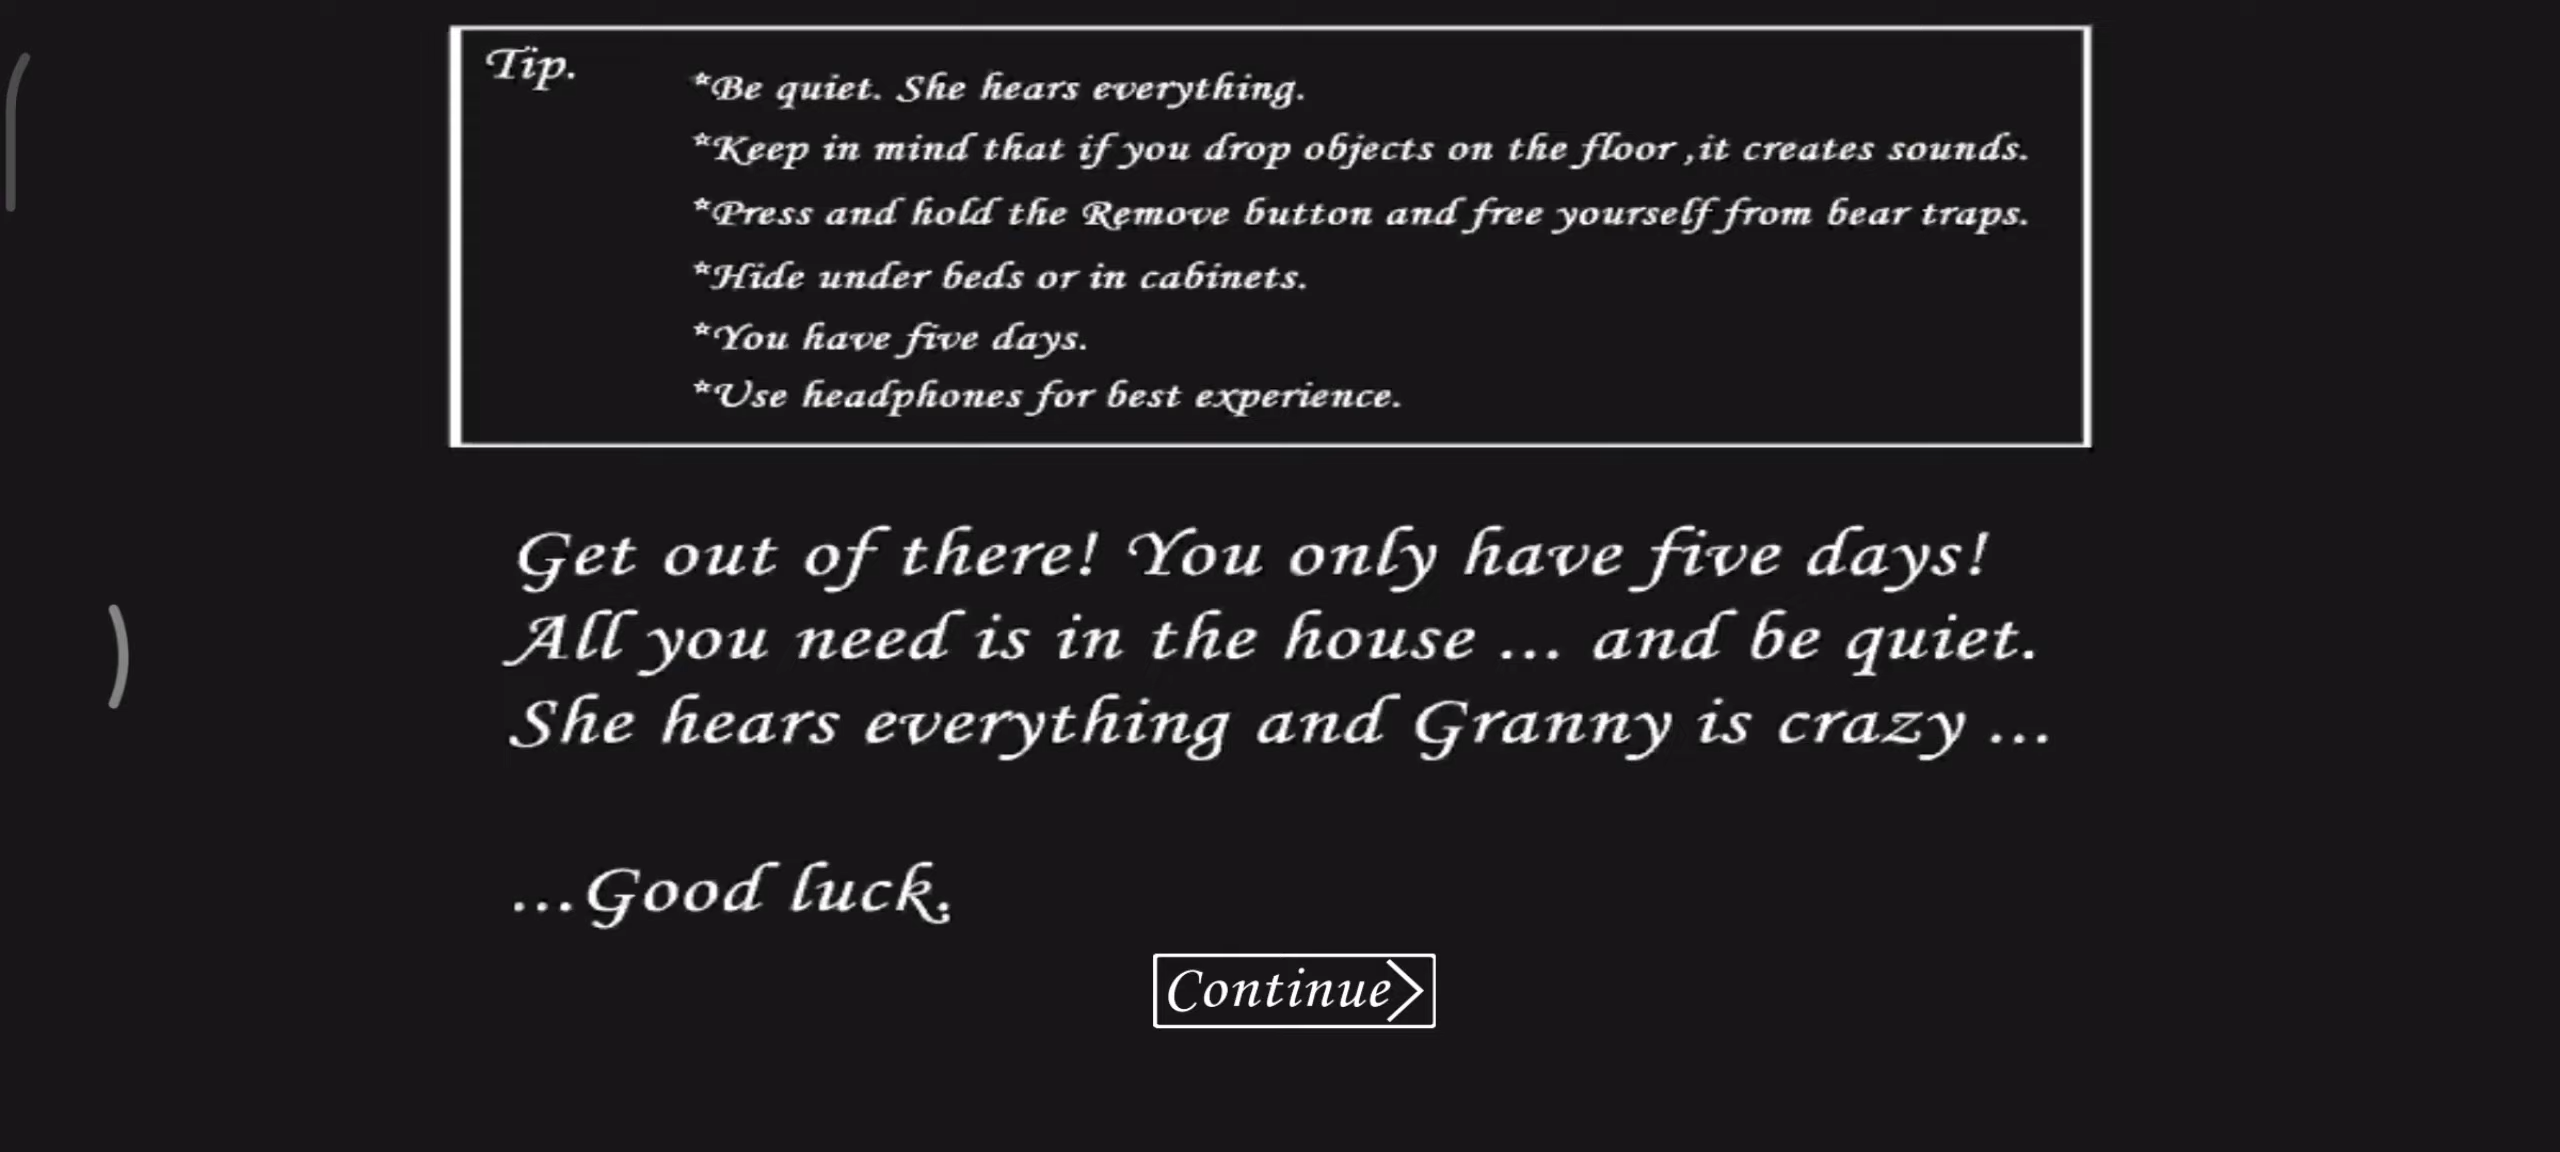 Tip.
*Be quiet. She hears everything.
*Keep in mind that if you drop objects on the floor ,it creates sounds.
*Press and hold the Remove button and free yourself from bear traps.
*Hide under beds or in cabinets.
*You have five days.
*Use headphones for best experience.
Get out of there! You only have five days!
All you need is in the house ... and be quiet.
She hears everything and Granny is crazy ...
...Good luck.
Continue>